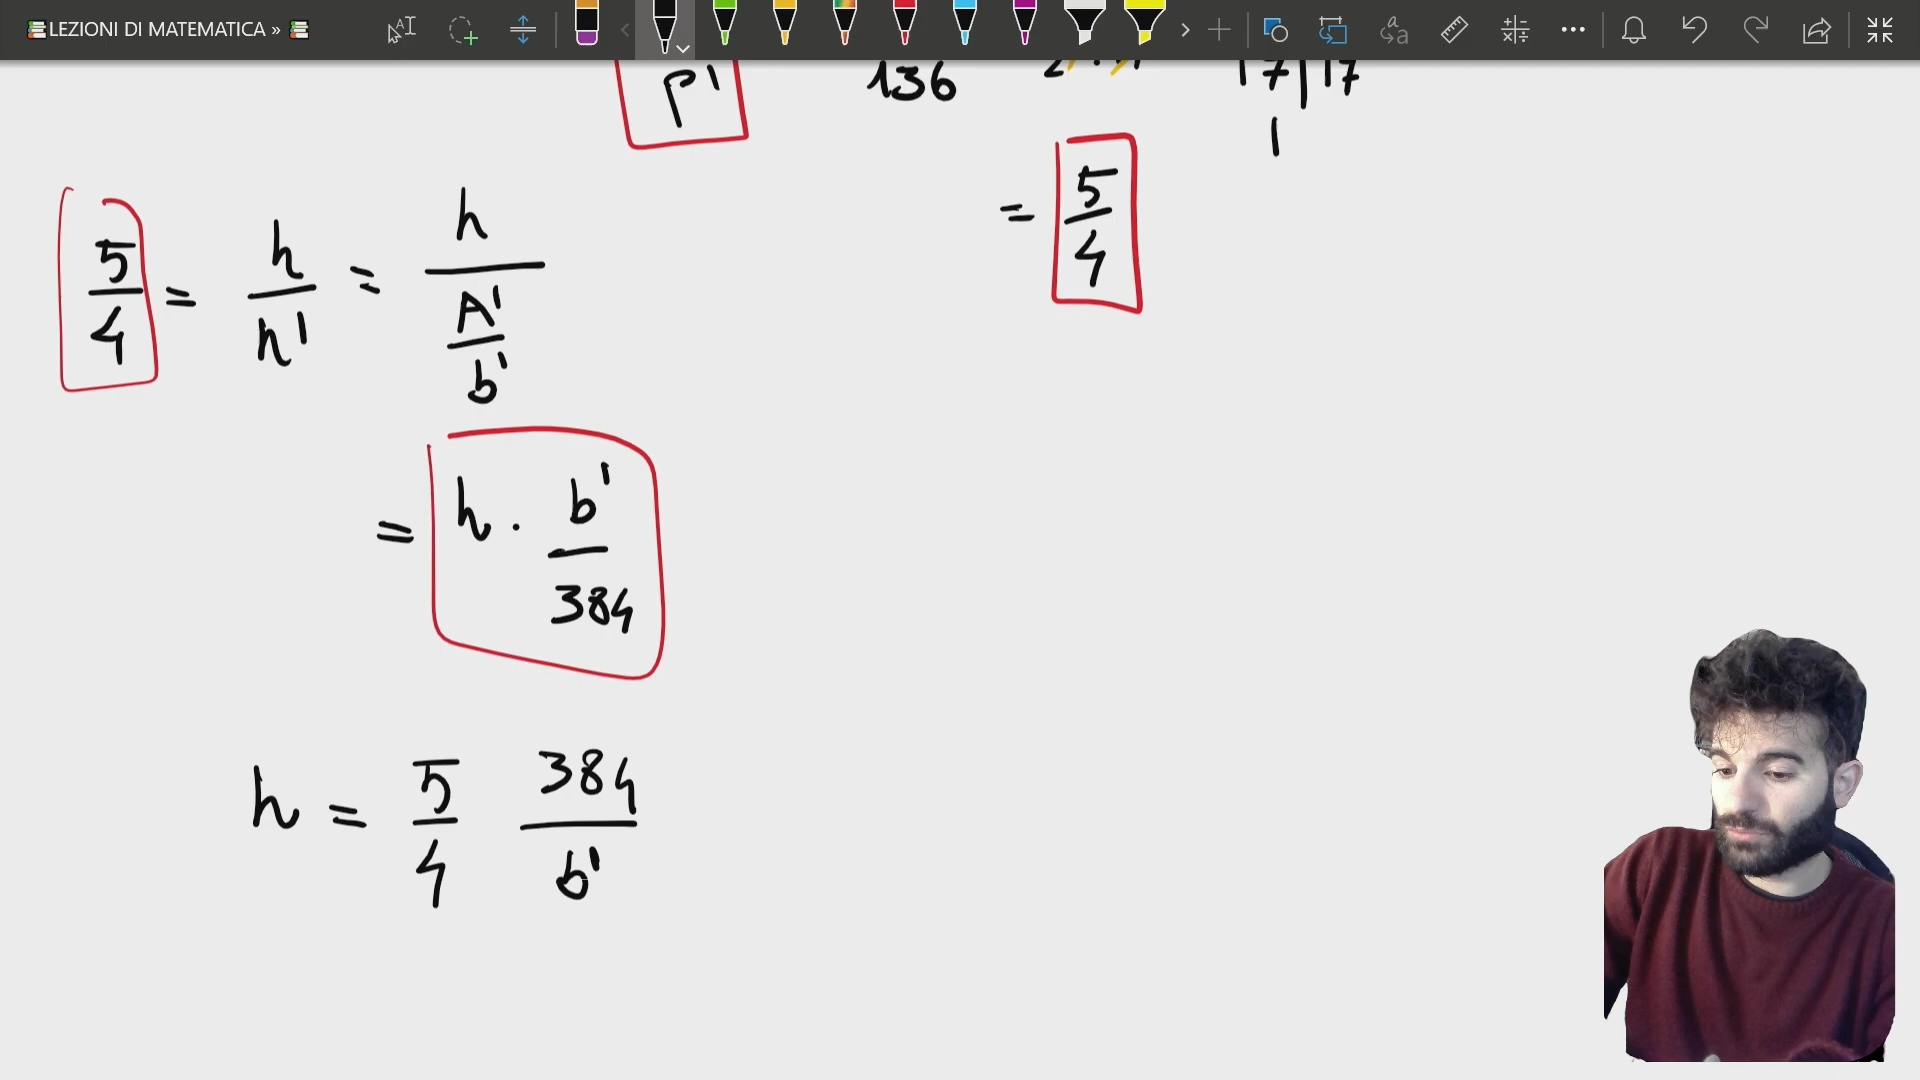 LEZIONI DI MATEMATICA »
P' 136 17 17
1
5/4 = h/h' = h/(A'/b')
= 5/4
= h · b'/384
h = 5/4 384/b'